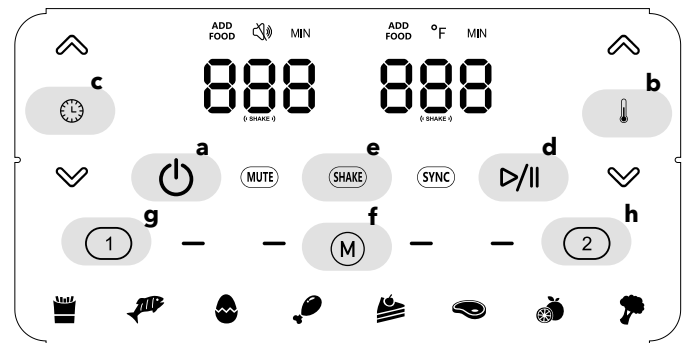 ADD FOOD MIN ADD FOOD °F MIN
888 888
(( SHAKE )) (( SHAKE ))
c b
a e d
MUTE SHAKE SYNC
g f h
1 M 2